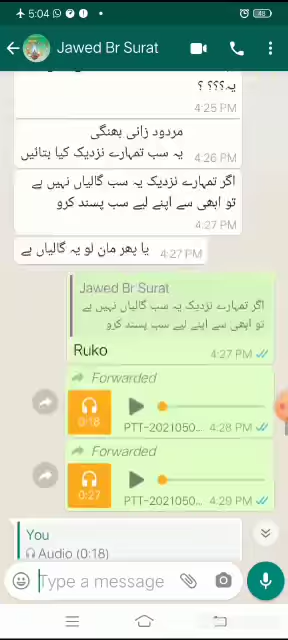 5:04
Jawed Br Surat
یہ؟؟؟ ؟
4:25 PM
مردود زانی بھنگی
یہ سب تمہارے نزدیک کیا بتائیں
4:26 PM
اگر تمہارے نزدیک یہ سب گالیاں نہیں ہے
تو ابھی سے اپنے لیے سب پسند کرو
4:27 PM
یا پھر مان لو یہ گالیاں ہے
4:27 PM
Jawed Br Surat
اگر تمہارے نزدیک یہ سب گالیاں نہیں ہے
تو ابھی سے اپنے لیے سب پسند کرو
Ruko
4:27 PM
Forwarded
0:18
PTT-2021050... 4:28 PM
Forwarded
0:27
PTT-2021050... 4:29 PM
You
Audio (0:18)
Type a message